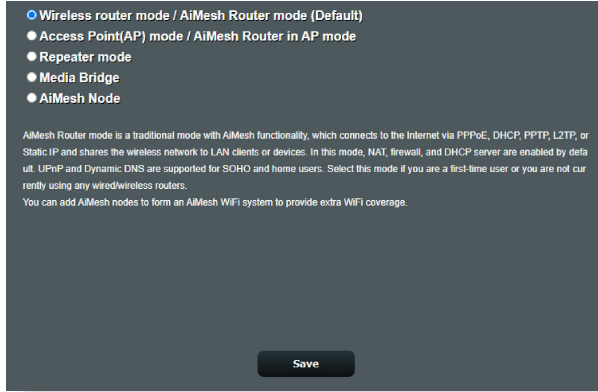 Wireless router mode / AiMesh Router mode (Default)
Access Point(AP) mode / AiMesh Router in AP mode
Repeater mode
Media Bridge
AiMesh Node
AiMesh Router mode is a traditional mode with AiMesh functionality, which connects to the Internet via PPPoE, DHCP, PPTP, L2TP, or
Static IP and shares the wireless network to LAN clients or devices. In this mode, NAT, firewall, and DHCP server are enabled by defa
ult. UPnP and Dynamic DNS are supported for SOHO and home users. Select this mode if you are a first-time user or you are not cur
rently using any wired/wireless routers.
You can add AiMesh nodes to form an AiMesh WiFi system to provide extra WiFi coverage.
Save